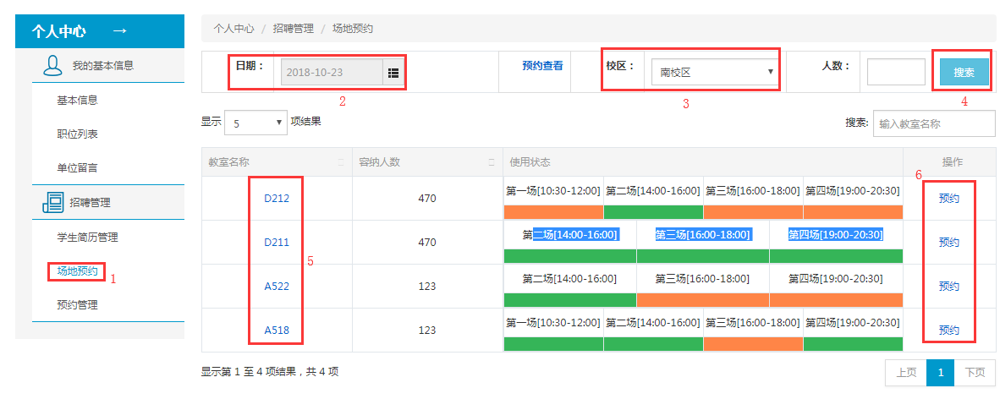 个人中心 →
我的基本信息
基本信息
职位列表
单位留言
招聘管理
学生简历管理
场地预约 1
预约管理
个人中心 / 招聘管理 / 场地预约
日期： 2018-10-23 预约查看 校区： 南校区 人数： 搜索
2 3 4
显示 5 项结果 搜索: 输入教室名称
教室名称 容纳人数 使用状态 操作
6
D212 470 第一场[10:30-12:00] 第二场[14:00-16:00] 第三场[16:00-18:00] 第四场[19:00-20:30] 预约
D211 470 第二场[14:00-16:00] 第三场[16:00-18:00] 第四场[19:00-20:30] 预约
5
A522 123 第二场[14:00-16:00] 第三场[16:00-18:00] 第四场[19:00-20:30] 预约
A518 123 第一场[10:30-12:00] 第二场[14:00-16:00] 第三场[16:00-18:00] 第四场[19:00-20:30] 预约
显示第 1 至 4 项结果，共 4 项 上页 1 下页